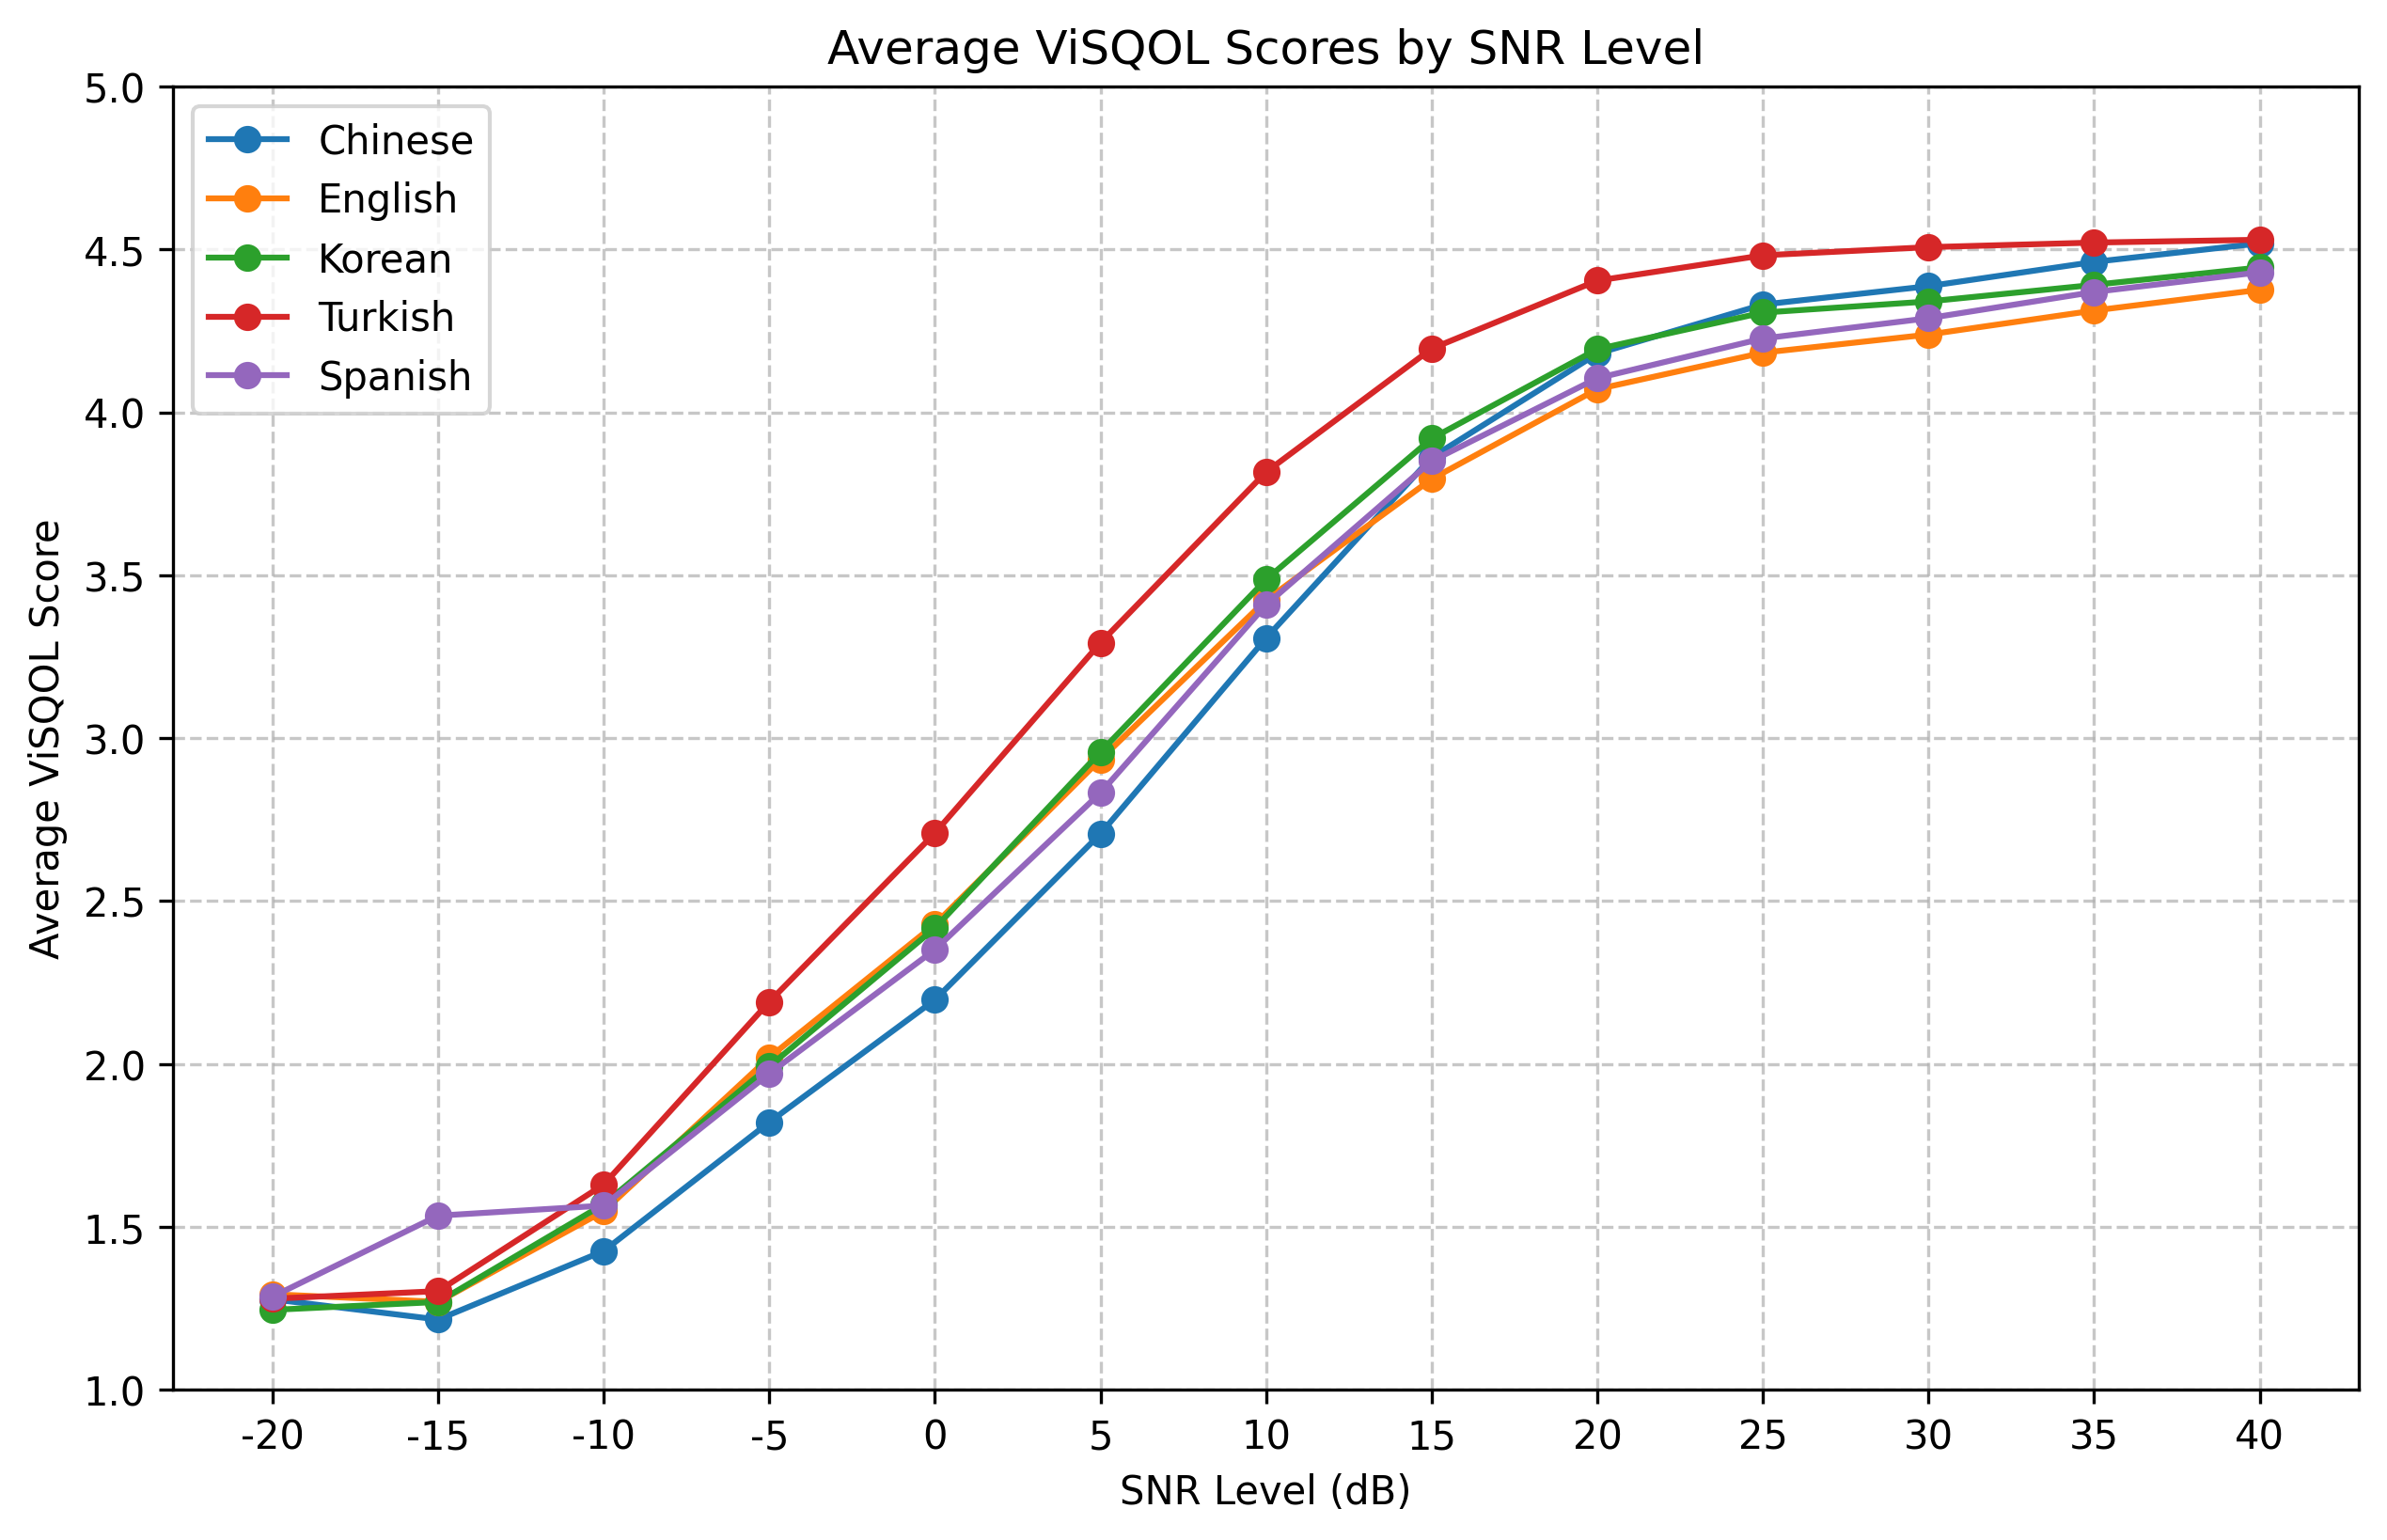 Average ViSQOL Scores by SNR Level
5.0
4.5
4.0
3.5
3.0
2.5
2.0
1.5
1.0
Average ViSQOL Score
Chinese
English
Korean
Turkish
Spanish
-20 -15 -10 -5 0 5 10 15 20 25 30 35 40
SNR Level (dB)